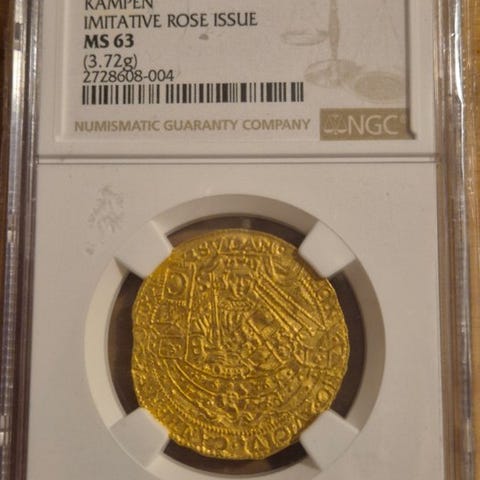 KAMPEN
IMITATIVE ROSE ISSUE
MS 63
(3.72g)
2728608-004
NUMISMATIC GUARANTY COMPANY NGC